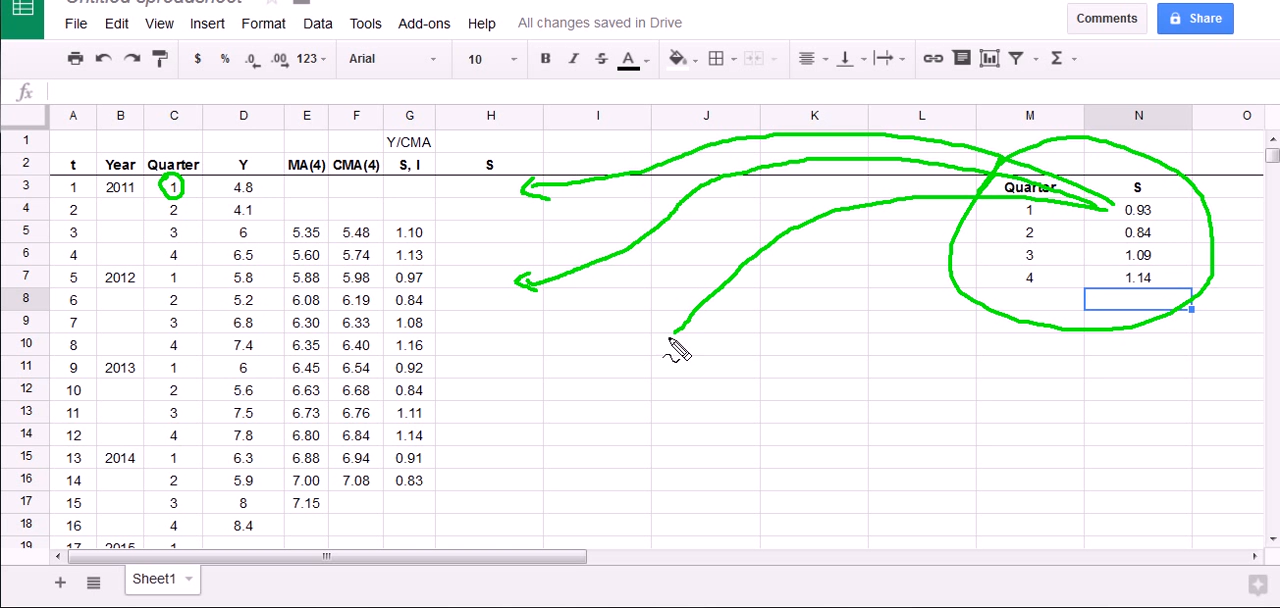 Untitled spreadsheet
File Edit View Insert Format Data Tools Add-ons Help All changes saved in Drive
Comments Share
$ % .0 .00 123 Arial 10 B I S A Σ
fx
A B C D E F G H I J K L M N O
1 Y/CMA
2 t Year Quarter Y MA(4) CMA(4) S, I S
3 1 2011 1 4.8 Quarter S
4 2 2 4.1 1 0.93
5 3 3 6 5.35 5.48 1.10 2 0.84
6 4 4 6.5 5.60 5.74 1.13 3 1.09
7 5 2012 1 5.8 5.88 5.98 0.97 4 1.14
8 6 2 5.2 6.08 6.19 0.84
9 7 3 6.8 6.30 6.33 1.08
10 8 4 7.4 6.35 6.40 1.16
11 9 2013 1 6 6.45 6.54 0.92
12 10 2 5.6 6.63 6.68 0.84
13 11 3 7.5 6.73 6.76 1.11
14 12 4 7.8 6.80 6.84 1.14
15 13 2014 1 6.3 6.88 6.94 0.91
16 14 2 5.9 7.00 7.08 0.83
17 15 3 8 7.15
18 16 4 8.4
19 17 2015 1
Sheet1